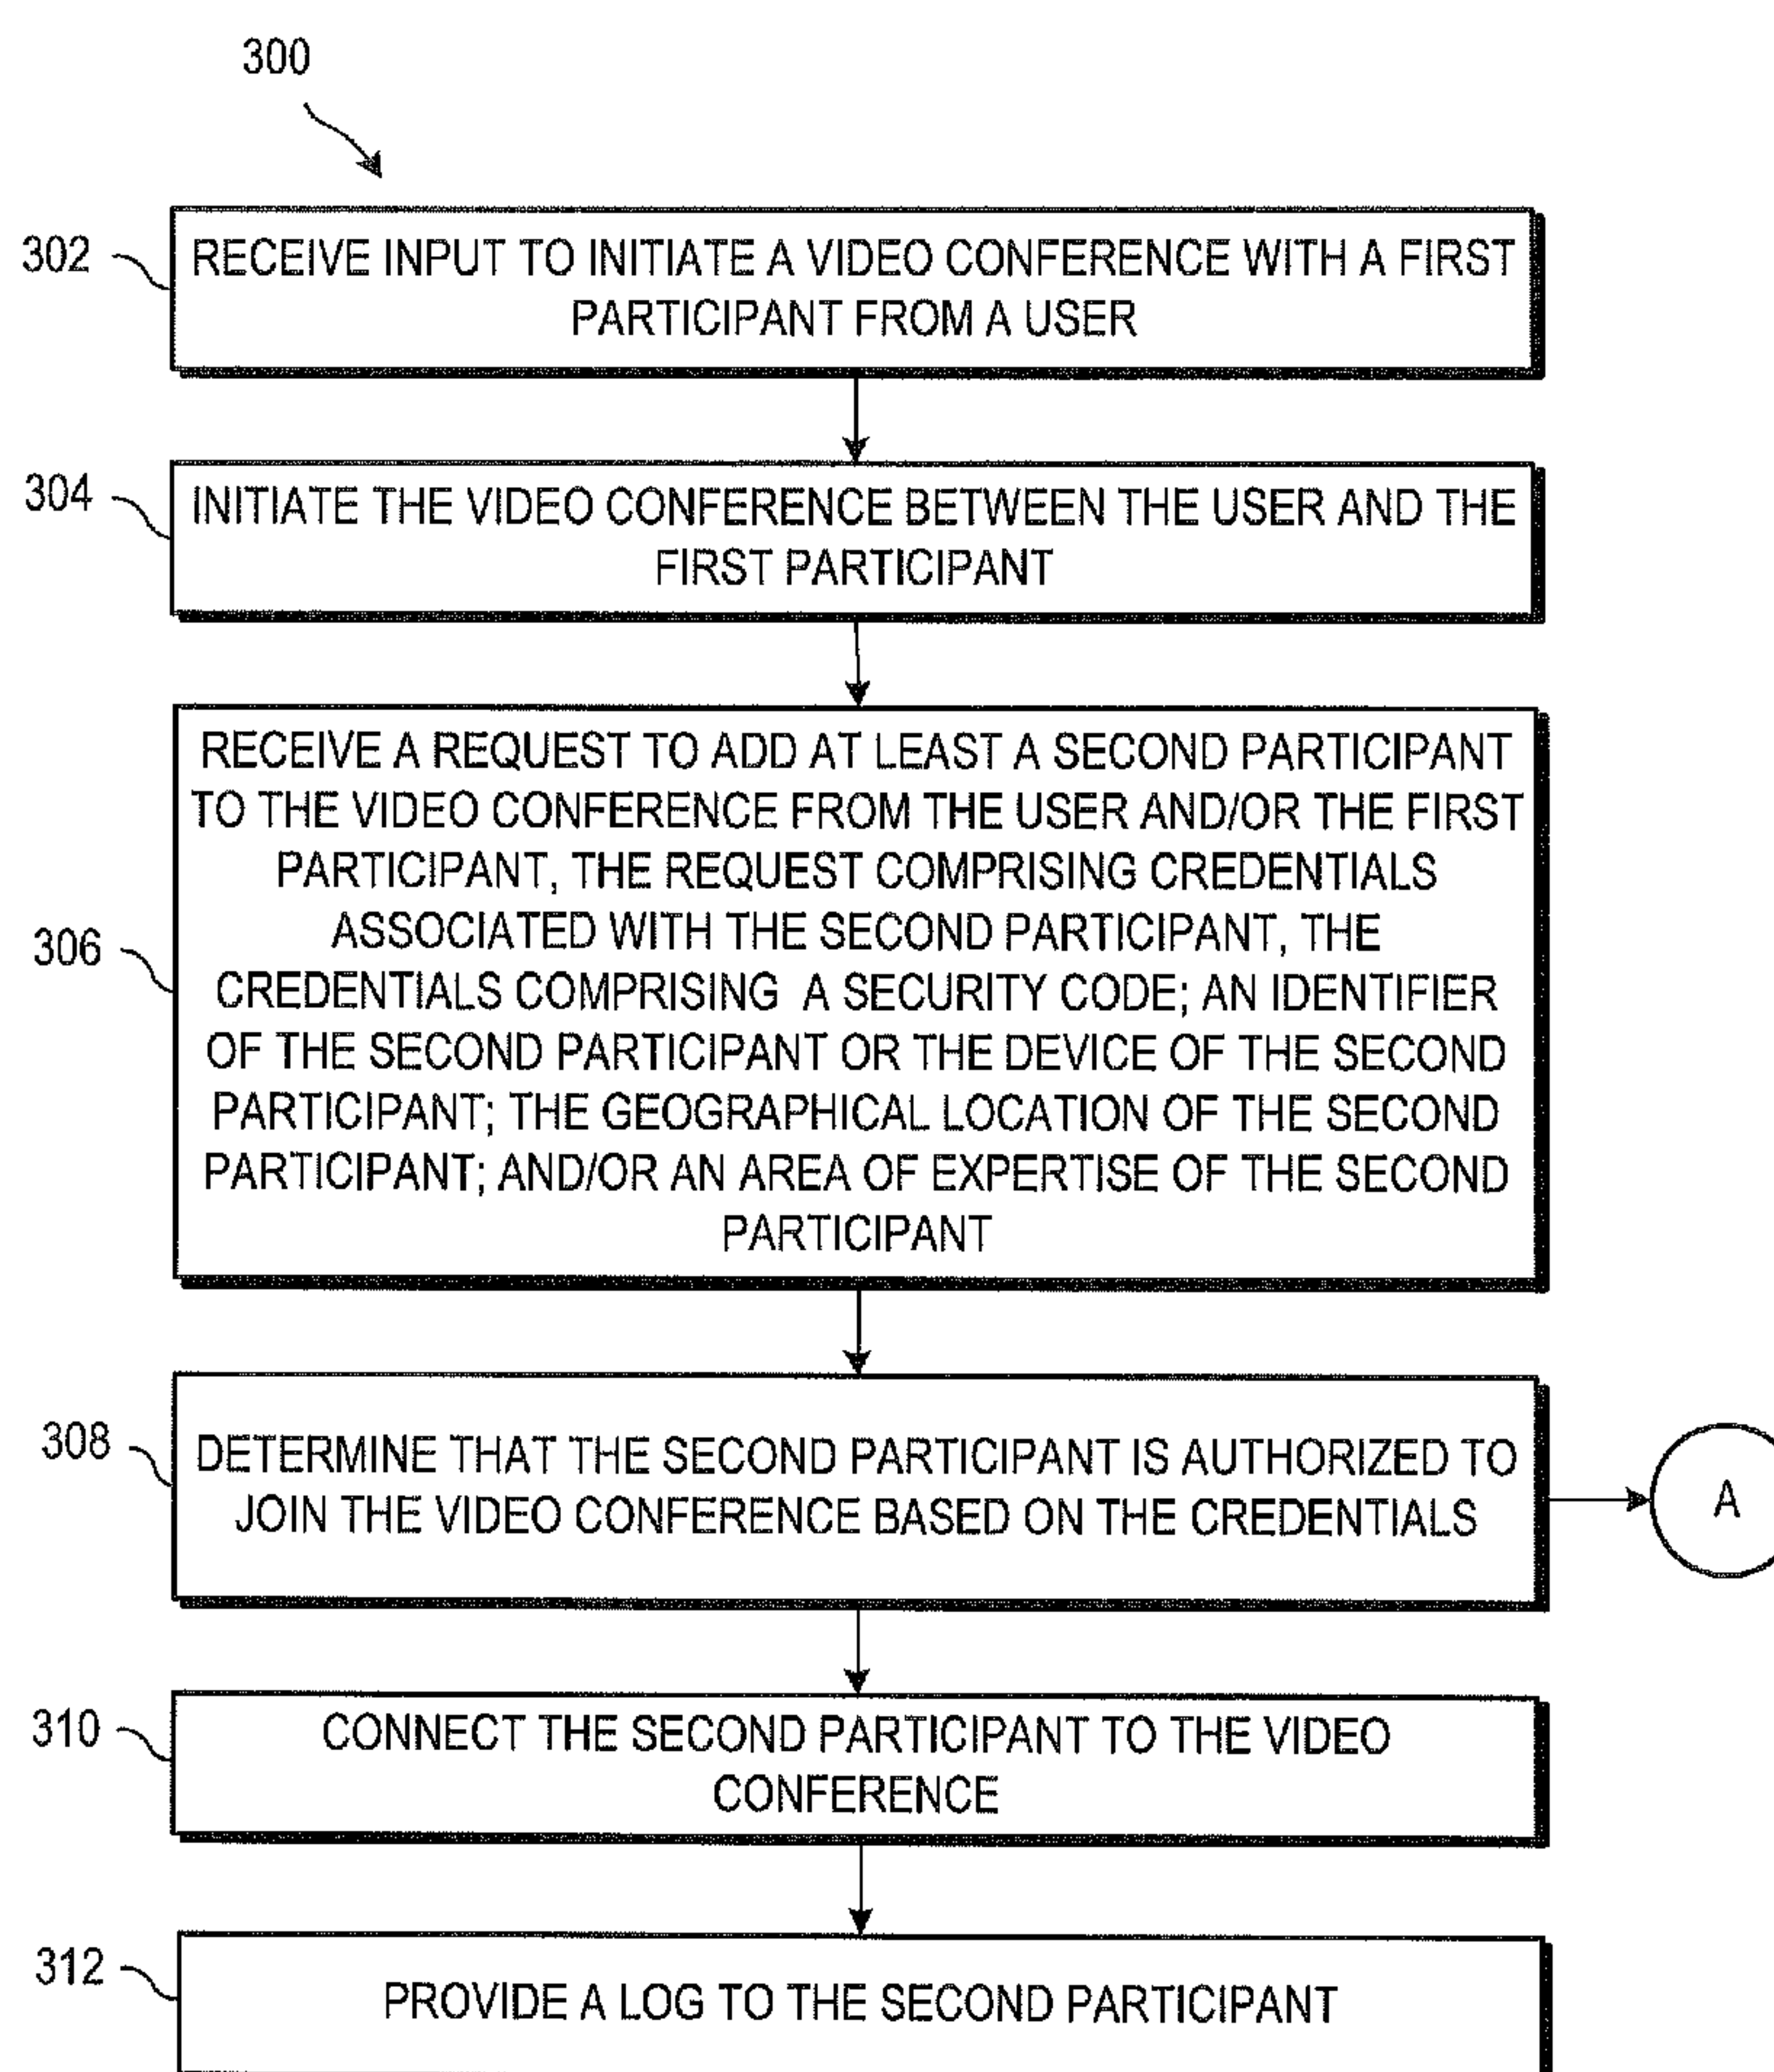 300
302
RECEIVE INPUT TO INITIATE A VIDEO CONFERENCE WITH A FIRST
PARTICIPANT FROM A USER
304
INITIATE THE VIDEO CONFERENCE BETWEEN THE USER AND THE
FIRST PARTICIPANT
306
RECEIVE A REQUEST TO ADD AT LEAST A SECOND PARTICIPANT
TO THE VIDEO CONFERENCE FROM THE USER AND/OR THE FIRST
PARTICIPANT, THE REQUEST COMPRISING CREDENTIALS
ASSOCIATED WITH THE SECOND PARTICIPANT, THE
CREDENTIALS COMPRISING A SECURITY CODE; AN IDENTIFIER
OF THE SECOND PARTICIPANT OR THE DEVICE OF THE SECOND
PARTICIPANT; THE GEOGRAPHICAL LOCATION OF THE SECOND
PARTICIPANT; AND/OR AN AREA OF EXPERTISE OF THE SECOND
PARTICIPANT
308
DETERMINE THAT THE SECOND PARTICIPANT IS AUTHORIZED TO
JOIN THE VIDEO CONFERENCE BASED ON THE CREDENTIALS
A
310
CONNECT THE SECOND PARTICIPANT TO THE VIDEO
CONFERENCE
312
PROVIDE A LOG TO THE SECOND PARTICIPANT